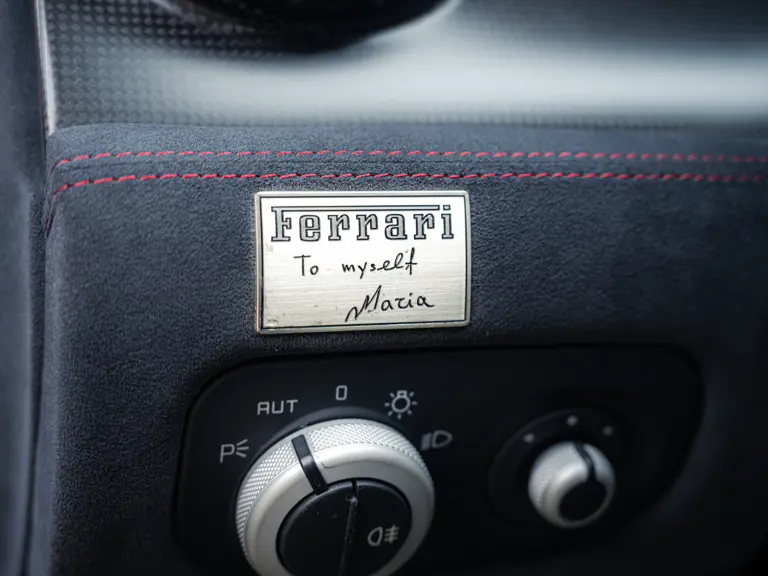 Ferrari
To myself
Maria
AUT
0
P